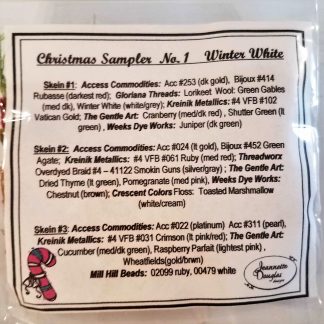 Christmas Sampler No. 1 Winter White
Skein #1: Access Commodities: Acc #253 (dk gold), Bijoux #414
Rubasse (darkest red); Gloriana Threads: Lorikeet Wool: Green Gables
(med dk), Winter White (white/grey); Kreinik Metallics: #4 VFB #102
Vatican Gold; The Gentle Art: Cranberry (med/dk red), Shutter Green (lt
green) , Weeks Dye Works: Juniper (dk green)
Skein #2: Access Commodities: Acc #024 (lt gold), Bijoux #452 Green
Agate; Kreinik Metallics: #4 VFB #061 Ruby (med red); Threadworx
Overdyed Braid #4 – 41122 Smokin Guns (silver/gray) ; The Gentle Art:
Dried Thyme (lt green), Pomegranate (med pink), Weeks Dye Works:
Chestnut (brown); Crescent Colors Floss: Toasted Marshmallow
(white/cream)
Skein #3: Access Commodities: Acc #022 (platinum) Acc #311 (pearl),
Kreinik Metallics: #4 VFB #031 Crimson (lt pink/red); The Gentle Art:
Cucumber (med/dk green), Raspberry Parfait (lightest pink) ,
Wheatfields(gold/brwn)
Mill Hill Beads: 02099 ruby, 00479 white
Jeannette
Douglas
designs